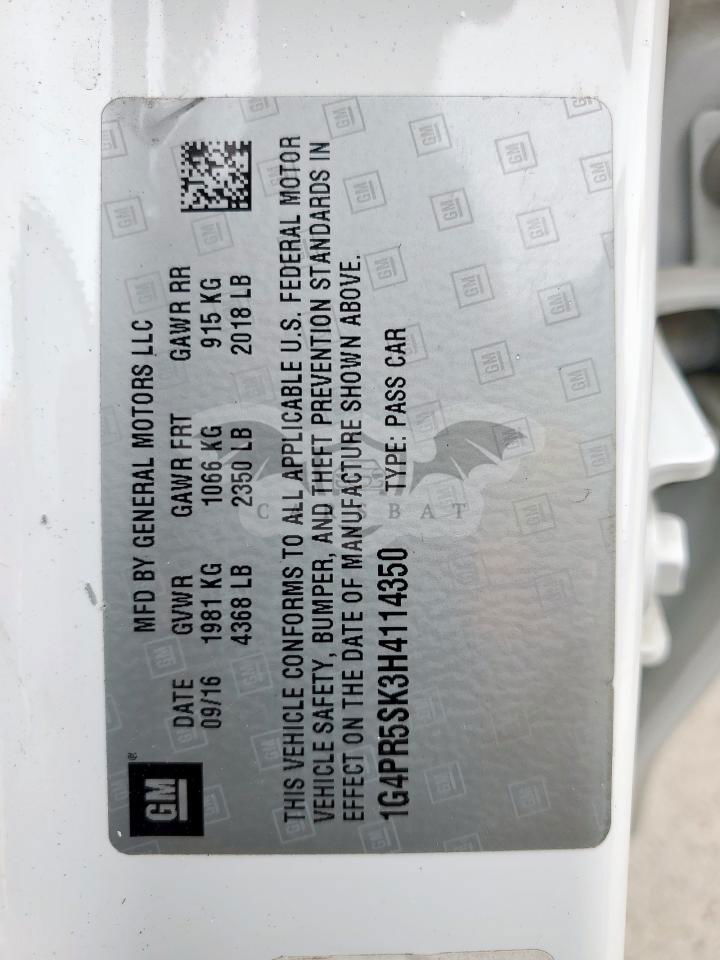 GM
MFD BY GENERAL MOTORS LLC
DATE GVWR GAWR FRT GAWR RR
09/16 1981 KG 1066 KG 915 KG
4368 LB 2350 LB 2018 LB
THIS VEHICLE CONFORMS TO ALL APPLICABLE U.S. FEDERAL MOTOR
VEHICLE SAFETY, BUMPER, AND THEFT PREVENTION STANDARDS IN
EFFECT ON THE DATE OF MANUFACTURE SHOWN ABOVE.
1G4PR5SK3H4114350 TYPE: PASS CAR